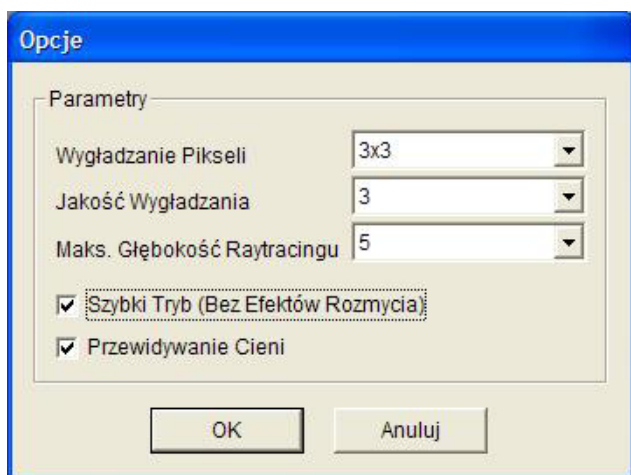 Opcje
Parametry
Wygładzanie Pikseli 3x3
Jakość Wygładzania 3
Maks. Głębokość Raytracingu 5
Szybki Tryb (Bez Efektów Rozmycia)
Przewidywanie Cieni
OK Anuluj